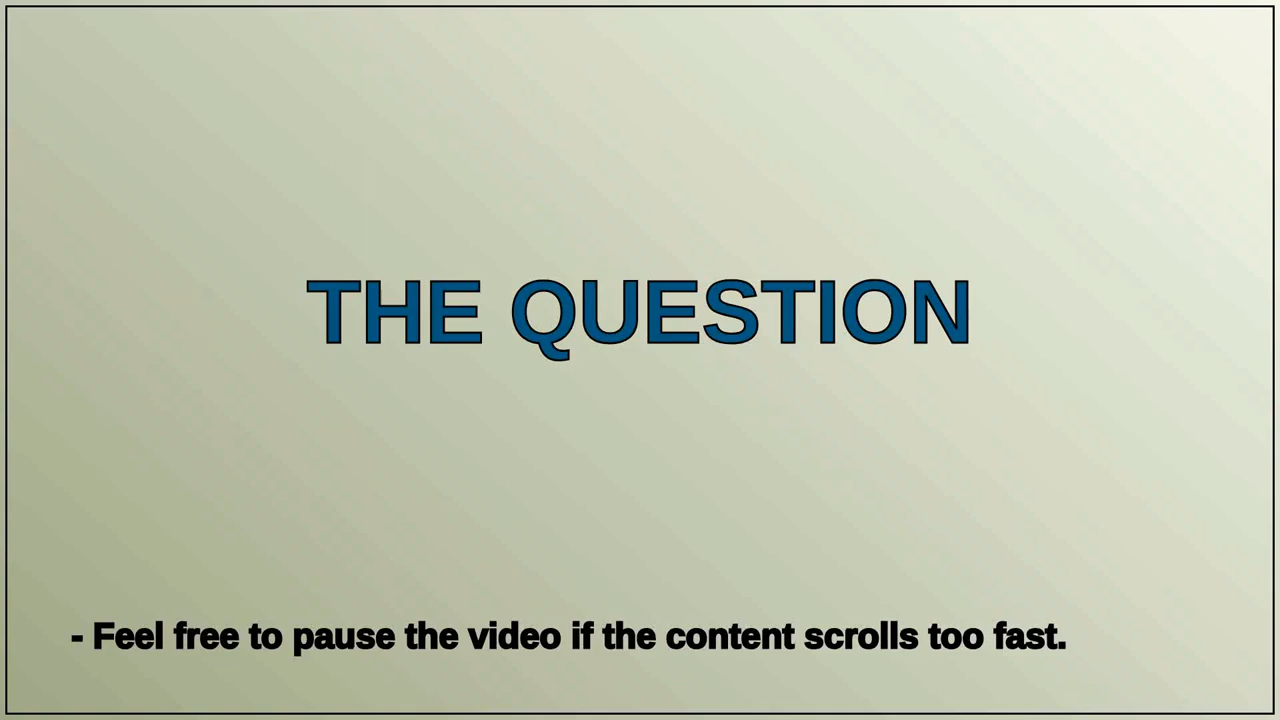 THE QUESTION
- Feel free to pause the video if the content scrolls too fast.